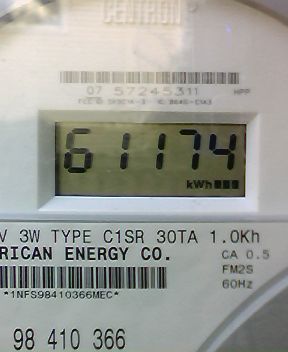 CENTRON
07 57245311 HPP
61174
kWh
V 3W TYPE C1SR 30TA 1.0Kh
RICAN ENERGY CO. CA 0.5
FM2S
*1NFS98410366MEC* 60Hz
98 410 366